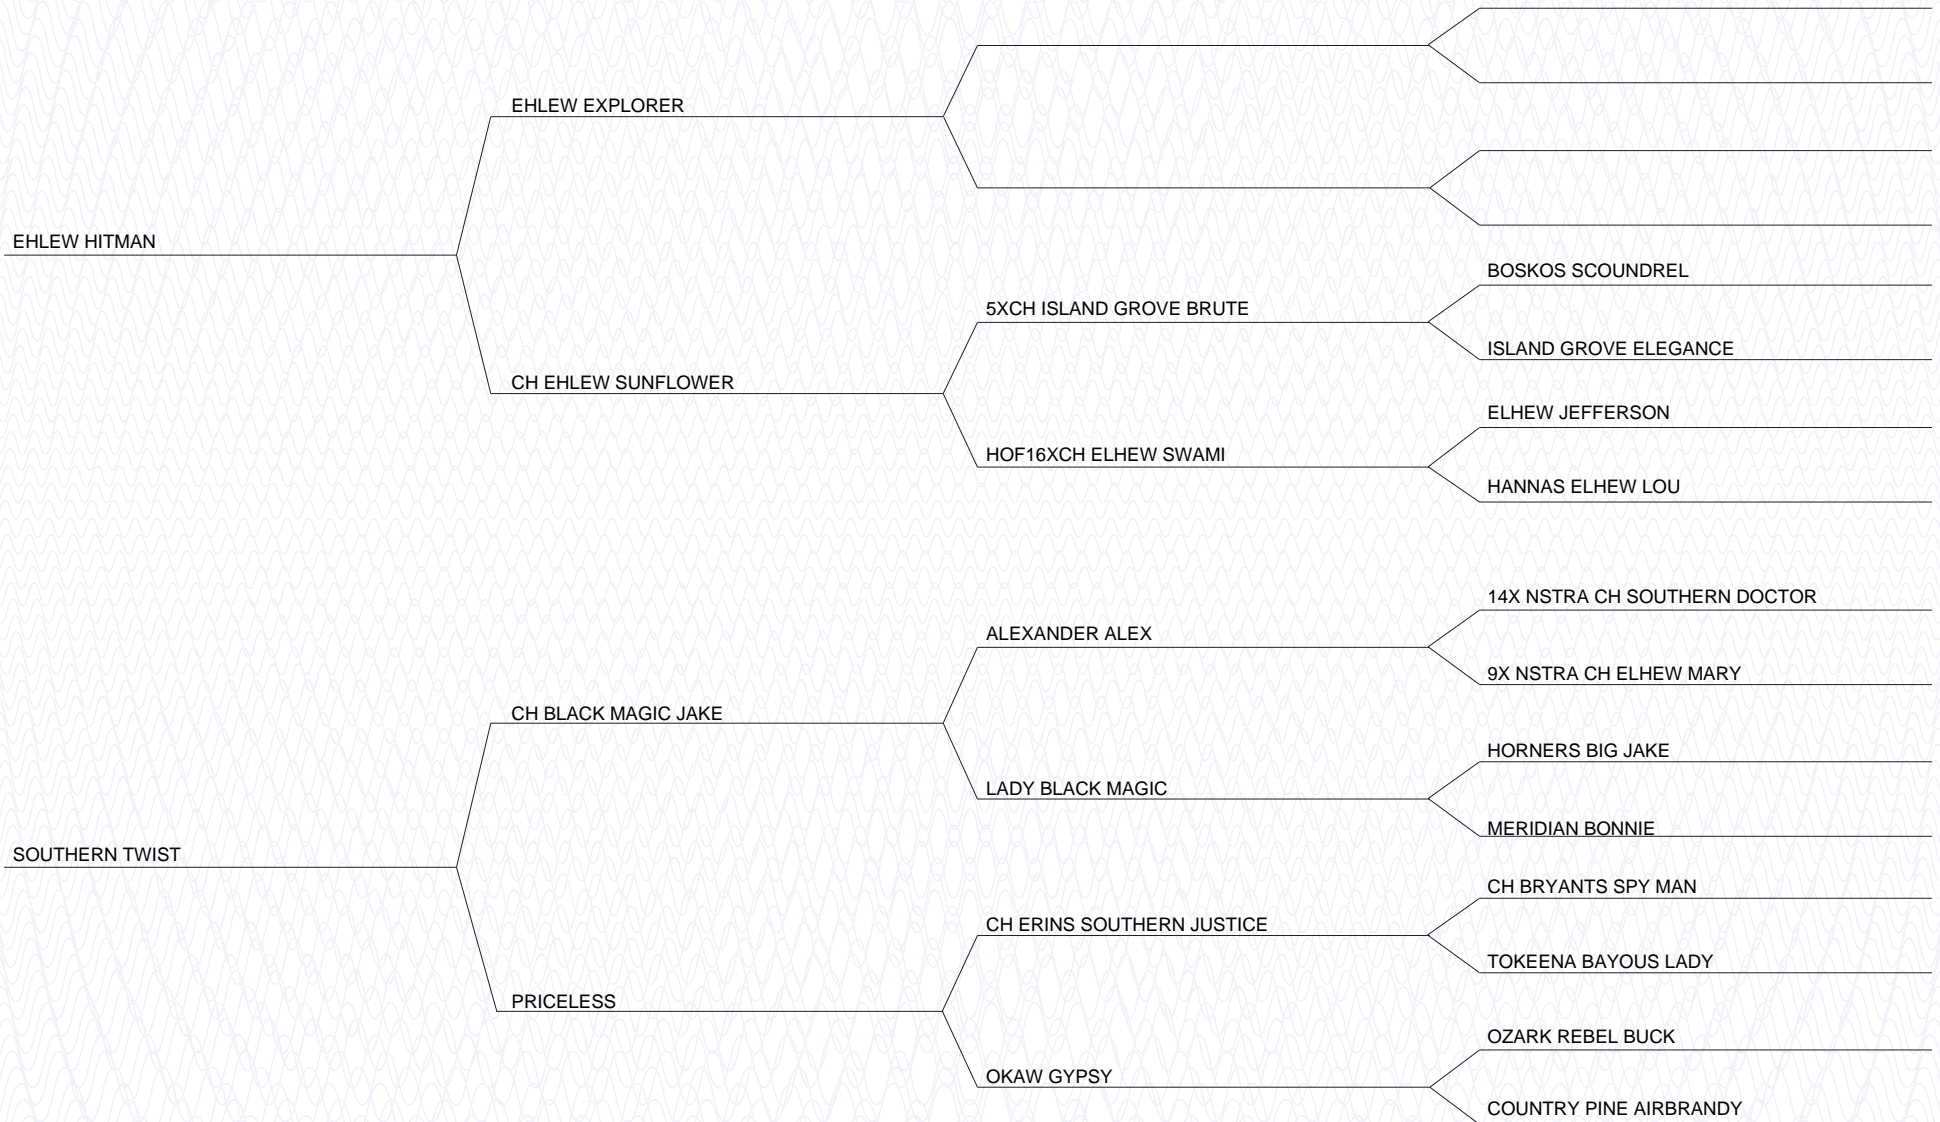 EHLEW EXPLORER
EHLEW HITMAN
BOSKOS SCOUNDREL
5XCH ISLAND GROVE BRUTE
ISLAND GROVE ELEGANCE
CH EHLEW SUNFLOWER
ELHEW JEFFERSON
HOF16XCH ELHEW SWAMI
HANNAS ELHEW LOU
14X NSTRA CH SOUTHERN DOCTOR
ALEXANDER ALEX
9X NSTRA CH ELHEW MARY
CH BLACK MAGIC JAKE
HORNERS BIG JAKE
LADY BLACK MAGIC
MERIDIAN BONNIE
SOUTHERN TWIST
CH BRYANTS SPY MAN
CH ERINS SOUTHERN JUSTICE
TOKEENA BAYOUS LADY
PRICELESS
OZARK REBEL BUCK
OKAW GYPSY
COUNTRY PINE AIRBRANDY